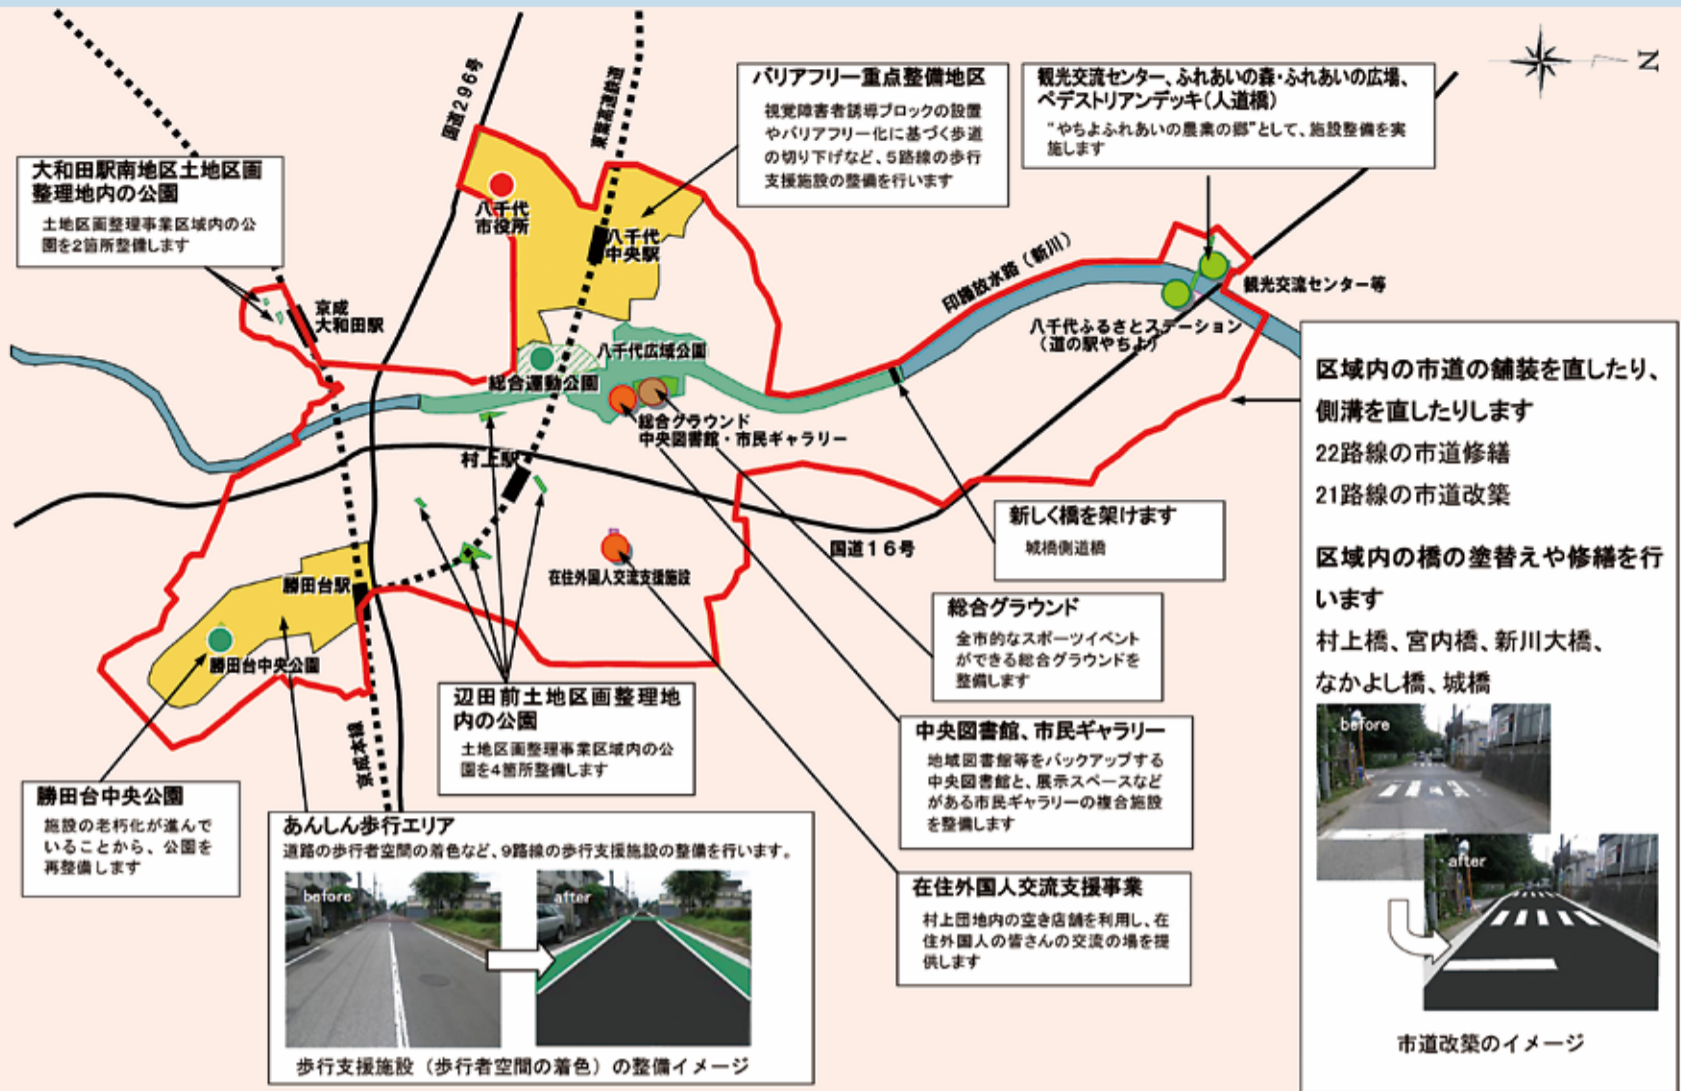 国道296号
東葉高速鉄道
N
バリアフリー重点整備地区
視覚障害者誘導ブロックの設置
やバリアフリー化に基づく歩道
の切り下げなど、5路線の歩行
支援施設の整備を行います
観光交流センター、ふれあいの森・ふれあいの広場、
ペデストリアンデッキ(人道橋)
“やちよふれあいの農業の郷”として、施設整備を実
施します
大和田駅南地区土地区画
整理地内の公園
土地区画整理事業区域内の公
園を2箇所整備します
八千代
市役所
八千代
中央駅
京成
大和田駅
印旛放水路(新川)
観光交流センター等
八千代ふるさとステーション
(道の駅やちよ)
八千代広域公園
総合運動公園
総合グラウンド
中央図書館・市民ギャラリー
村上駅
国道16号
在住外国人交流支援施設
勝田台駅
勝田台中央公園
京成本線
区域内の市道の舗装を直したり、
側溝を直したりします
22路線の市道修繕
21路線の市道改築
区域内の橋の塗替えや修繕を行
います
村上橋、宮内橋、新川大橋、
なかよし橋、城橋
before
after
市道改築のイメージ
新しく橋を架けます
城橋側道橋
総合グラウンド
全市的なスポーツイベント
ができる総合グラウンドを
整備します
辺田前土地区画整理地
内の公園
土地区画整理事業区域内の公
園を4箇所整備します
中央図書館、市民ギャラリー
地域図書館等をバックアップする
中央図書館と、展示スペースなど
がある市民ギャラリーの複合施設
を整備します
勝田台中央公園
施設の老朽化が進んで
いることから、公園を
再整備します
あんしん歩行エリア
道路の歩行者空間の着色など、9路線の歩行支援施設の整備を行います。
before
after
歩行支援施設(歩行者空間の着色)の整備イメージ
在住外国人交流支援事業
村上団地内の空き店舗を利用し、在
住外国人の皆さんの交流の場を提
供します